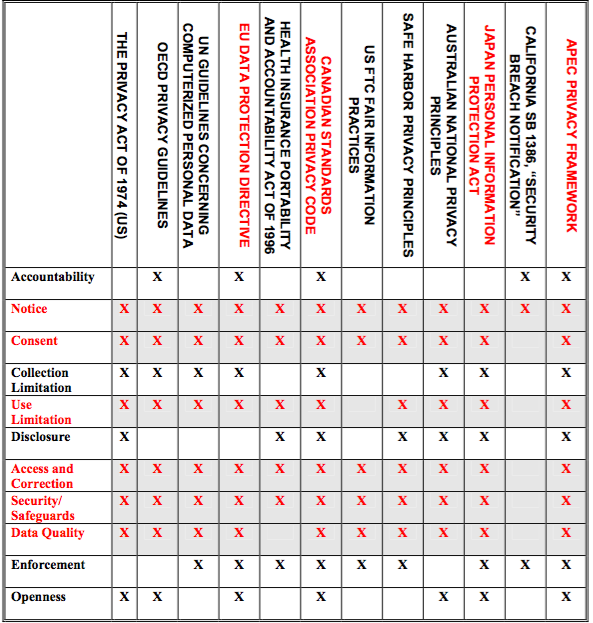 THE PRIVACY ACT OF 1974 (US)
OECD PRIVACY GUIDELINES
UN GUIDELINES CONCERNING
COMPUTERIZED PERSONAL DATA
EU DATA PROTECTION DIRECTIVE
HEALTH INSURANCE PORTABILITY
AND ACCOUNTABILITY ACT OF 1996
CANADIAN STANDARDS
ASSOCIATION PRIVACY CODE
US FTC FAIR INFORMATION
PRACTICES
SAFE HARBOR PRIVACY PRINCIPLES
AUSTRALIAN NATIONAL PRIVACY
PRINCIPLES
JAPAN PERSONAL INFORMATION
PROTECTION ACT
CALIFORNIA SB 1386, “SECURITY
BREACH NOTIFICATION”
APEC PRIVACY FRAMEWORK
Accountability X X X X X
Notice X X X X X X X X X X X X
Consent X X X X X X X X X X X
Collection X X X X X X X X
Limitation
Use X X X X X X X X X X
Limitation
Disclosure X X X X X X X
Access and X X X X X X X X X X X
Correction
Security/ X X X X X X X X X X X
Safeguards
Data Quality X X X X X X X X X X
Enforcement X X X X X X X X X
Openness X X X X X X X